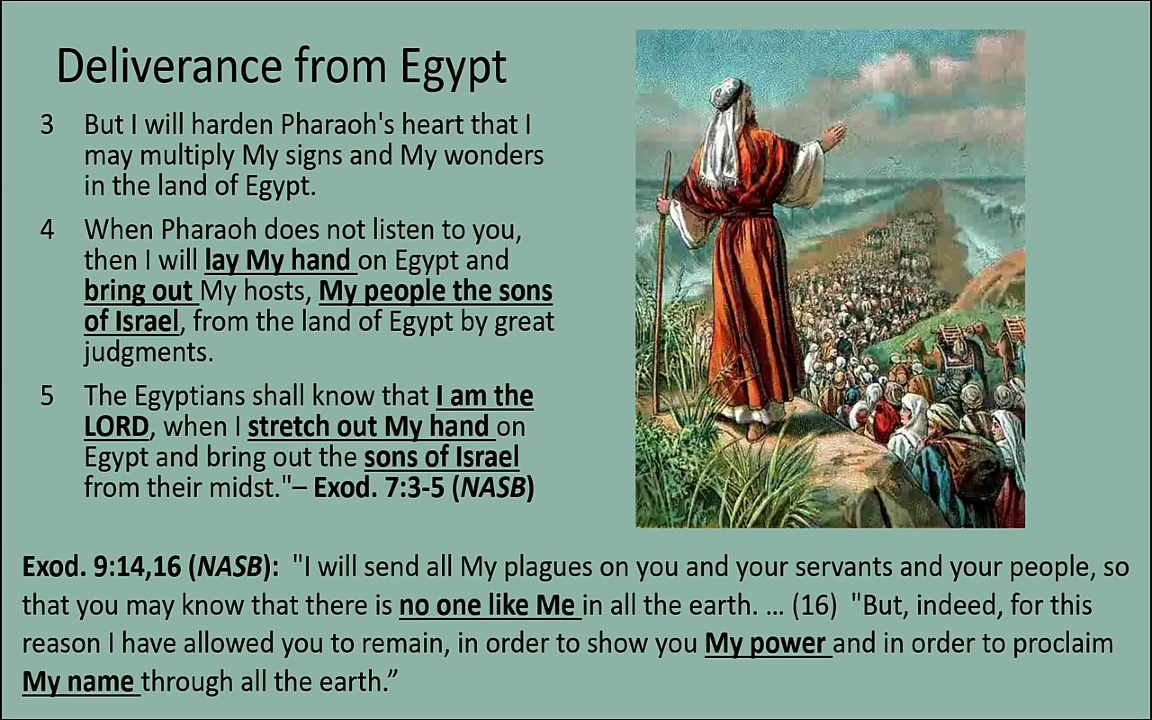 Deliverance from Egypt
3 But I will harden Pharaoh's heart that I
may multiply My signs and My wonders
in the land of Egypt.
4 When Pharaoh does not listen to you,
then I will lay My hand on Egypt and
bring out My hosts, My people the sons
of Israel, from the land of Egypt by great
judgments.
5 The Egyptians shall know that I am the
LORD, when I stretch out My hand on
Egypt and bring out the sons of Israel
from their midst."– Exod. 7:3-5 (NASB)
Exod. 9:14,16 (NASB): "I will send all My plagues on you and your servants and your people, so
that you may know that there is no one like Me in all the earth. ... (16) "But, indeed, for this
reason I have allowed you to remain, in order to show you My power and in order to proclaim
My name through all the earth.”